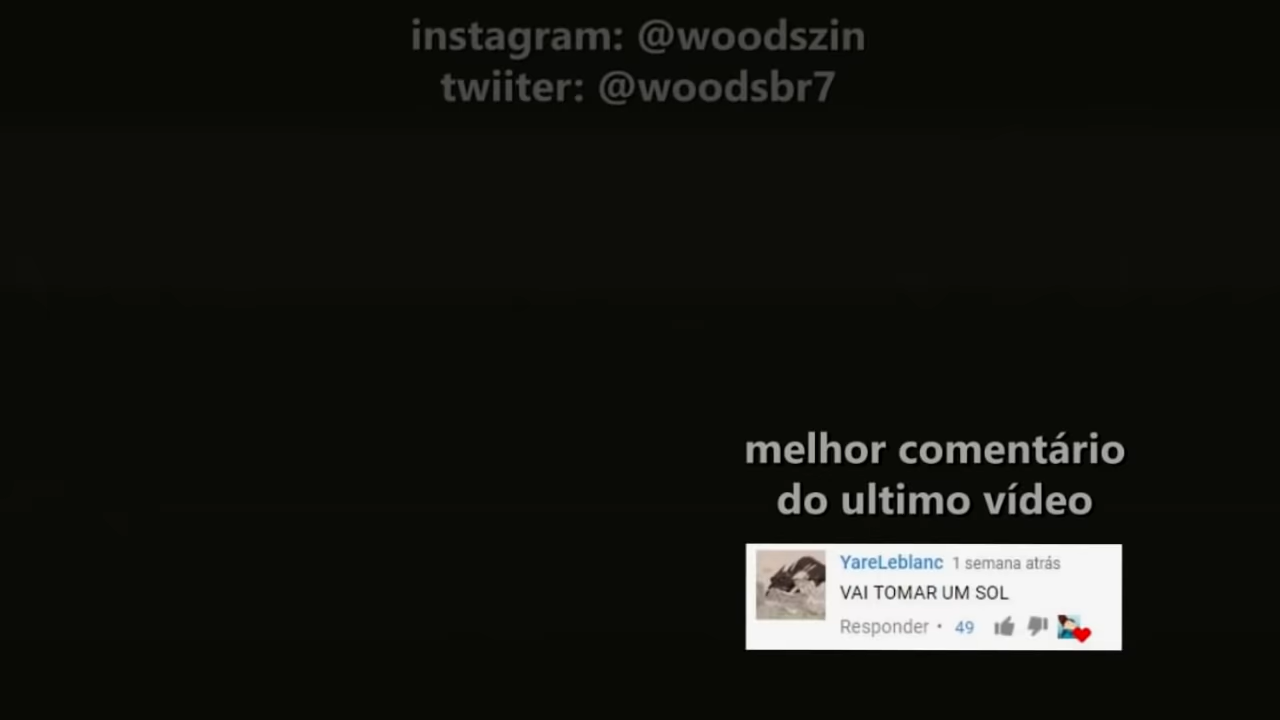 instagram: @woodszin
twiiter: @woodsbr7
melhor comentário
do ultimo vídeo
YareLeblanc 1 semana atrás
VAI TOMAR UM SOL
Responder • 49